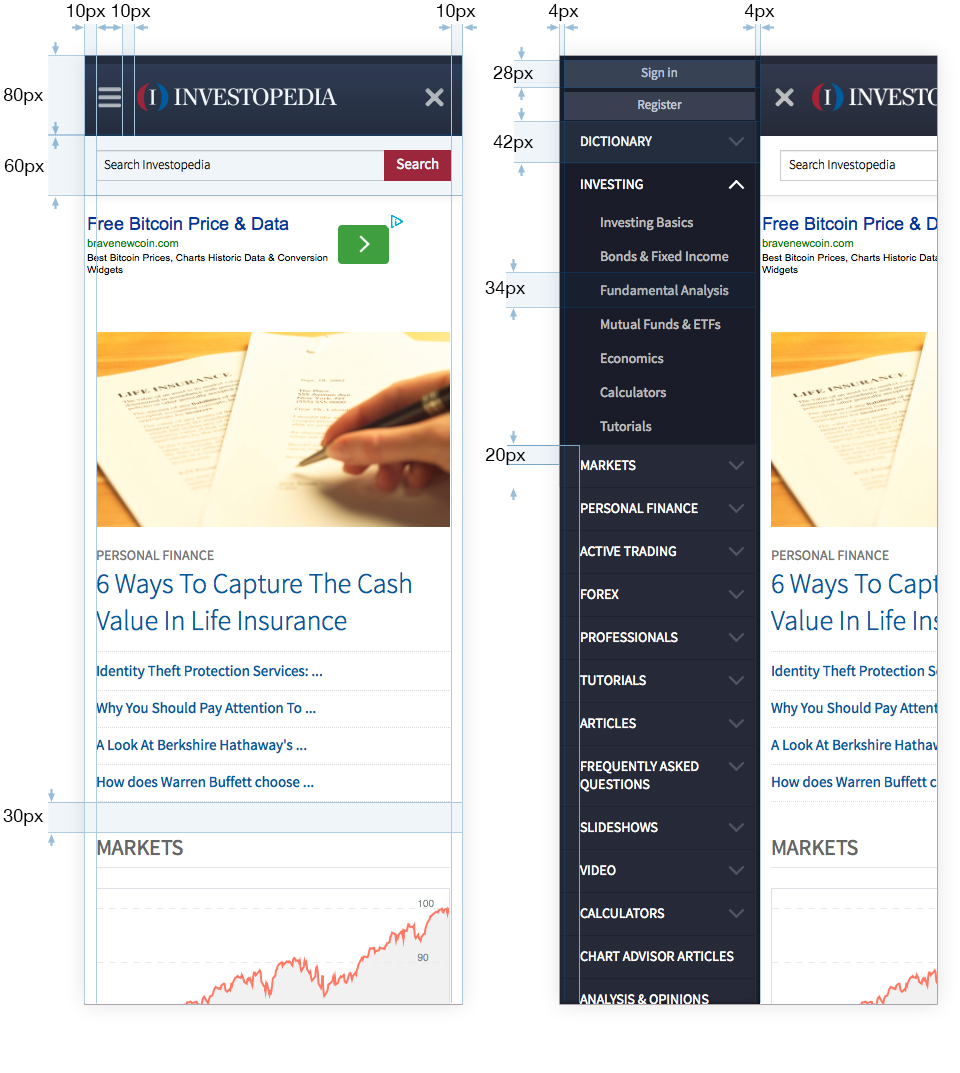 10px 10px
10px
4px
4px
80px
(I) INVESTOPEDIA
60px
Search Investopedia
Search
Free Bitcoin Price & Data
bravenewcoin.com
Best Bitcoin Prices, Charts Historic Data & Conversion
Widgets
LIFE INSURANCE
PERSONAL FINANCE
6 Ways To Capture The Cash
Value In Life Insurance
Identity Theft Protection Services: ...
Why You Should Pay Attention To ...
A Look At Berkshire Hathaway's ...
How does Warren Buffett choose ...
30px
MARKETS
100
90
28px
Sign in
Register
42px
DICTIONARY
INVESTING
Investing Basics
Bonds & Fixed Income
34px
Fundamental Analysis
Mutual Funds & ETFs
Economics
Calculators
Tutorials
20px
MARKETS
PERSONAL FINANCE
ACTIVE TRADING
FOREX
PROFESSIONALS
TUTORIALS
ARTICLES
FREQUENTLY ASKED
QUESTIONS
SLIDESHOWS
VIDEO
CALCULATORS
CHART ADVISOR ARTICLES
ANALYSIS & OPINIONS
(I) INVESTO
Search Investopedia
Free Bitcoin Price & D
bravenewcoin.com
Best Bitcoin Prices, Charts Historic Data
Widgets
LIFE INSURANCE
PERSONAL FINANCE
6 Ways To Capt
Value In Life Ins
Identity Theft Protection S
Why You Should Pay Attent
A Look At Berkshire Hathaw
How does Warren Buffett c
MARKETS